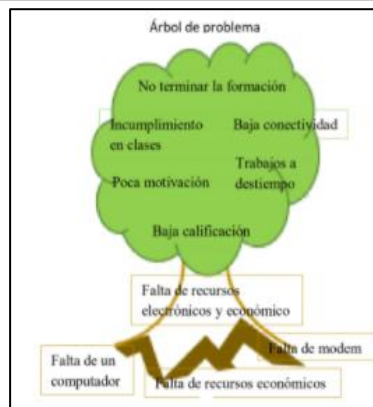 Árbol de problema
No terminar la formación
Incumplimiento
en clases
Baja conectividad
Trabajos a
destiempo
Poca motivación
Baja calificación
Falta de recursos
electrónicos y económico
Falta de modem
Falta de un
computador
Falta de recursos económicos